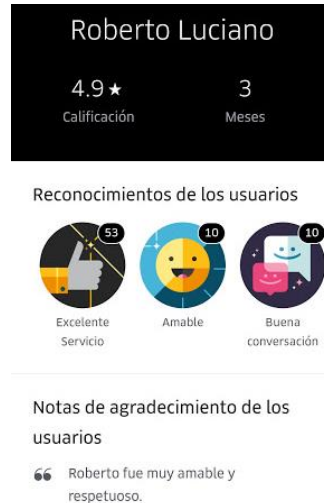 Roberto Luciano
4.9 ★
3
Calificación
Meses
Reconocimientos de los usuarios
53
10
10
Excelente
Servicio
Amable
Buena
conversación
Notas de agradecimiento de los
usuarios
Roberto fue muy amable y
respetuoso.